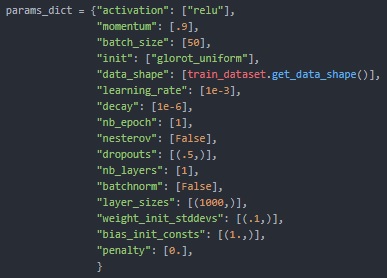 params_dict = {"activation": ["relu"],
"momentum": [.9],
"batch_size": [50],
"init": ["glorot_uniform"],
"data_shape": [train_dataset.get_data_shape()],
"learning_rate": [1e-3],
"decay": [1e-6],
"nb_epoch": [1],
"nesterov": [False],
"dropouts": [(.5,)],
"nb_layers": [1],
"batchnorm": [False],
"layer_sizes": [(1000,)],
"weight_init_stddevs": [(.1,)],
"bias_init_consts": [(1.,)],
"penalty": [0.],
}